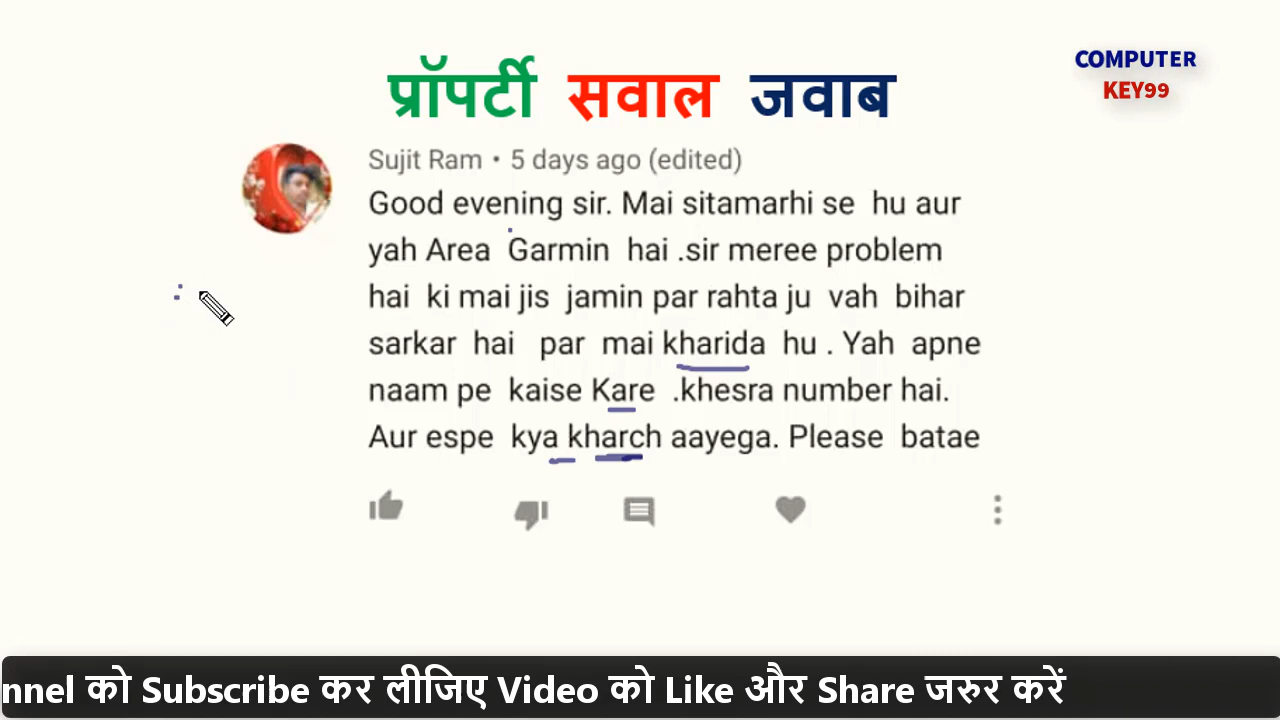 प्रॉपर्टी सवाल जवाब
COMPUTER
KEY99
Sujit Ram • 5 days ago (edited)
Good evening sir. Mai sitamarhi se hu aur
yah Area Garmin hai .sir meree problem
hai ki mai jis jamin par rahta ju vah bihar
sarkar hai par mai kharida hu . Yah apne
naam pe kaise Kare .khesra number hai.
Aur espe kya kharch aayega. Please batae
nnel को Subscribe कर लीजिए Video को Like और Share जरुर करें